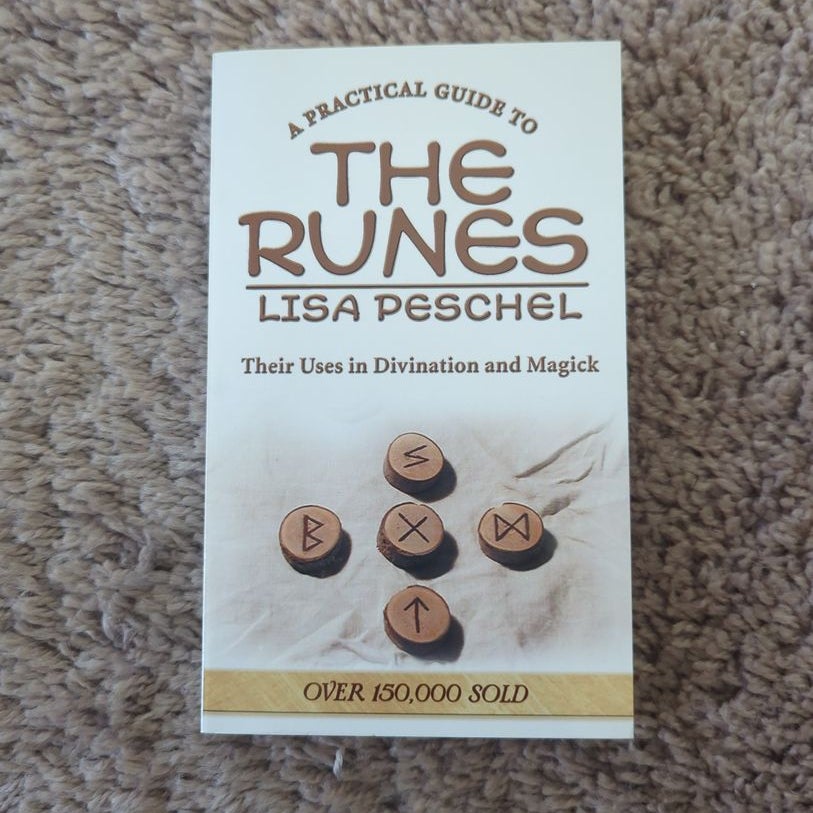 A PRACTICAL GUIDE TO
THE
RUNES
LISA PESCHEL
Their Uses in Divination and Magick
ᛊ
ᛒ ᚷ ᛞ
ᛏ
OVER 150,000 SOLD